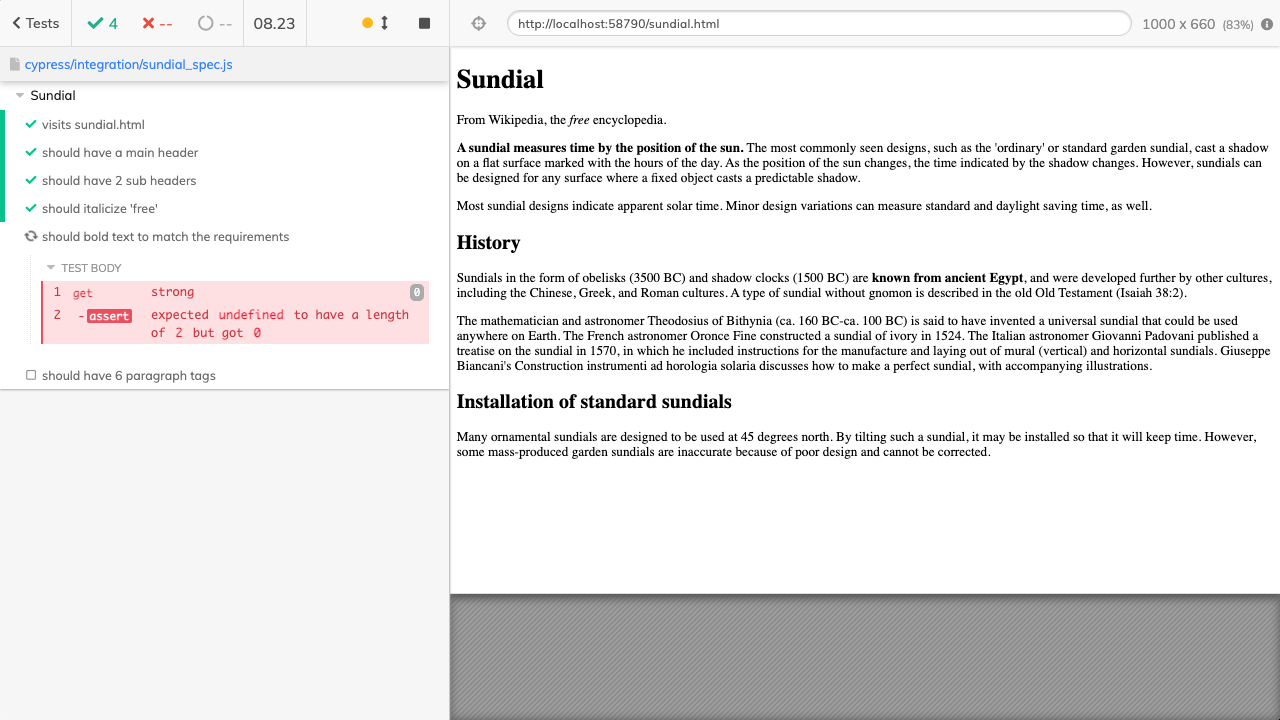 Tests
4
--
--
08.23
http://localhost:58790/sundial.html
1000 x 660 (83%)
cypress/integration/sundial_spec.js
Sundial
visits sundial.html
should have a main header
should have 2 sub headers
should italicize 'free'
should bold text to match the requirements
TEST BODY
1 get strong 0
2 -assert expected undefined to have a length
of 2 but got 0
should have 6 paragraph tags
Sundial
From Wikipedia, the free encyclopedia.
A sundial measures time by the position of the sun. The most commonly seen designs, such as the 'ordinary' or standard garden sundial, cast a shadow
on a flat surface marked with the hours of the day. As the position of the sun changes, the time indicated by the shadow changes. However, sundials can
be designed for any surface where a fixed object casts a predictable shadow.
Most sundial designs indicate apparent solar time. Minor design variations can measure standard and daylight saving time, as well.
History
Sundials in the form of obelisks (3500 BC) and shadow clocks (1500 BC) are known from ancient Egypt, and were developed further by other cultures,
including the Chinese, Greek, and Roman cultures. A type of sundial without gnomon is described in the old Old Testament (Isaiah 38:2).
The mathematician and astronomer Theodosius of Bithynia (ca. 160 BC-ca. 100 BC) is said to have invented a universal sundial that could be used
anywhere on Earth. The French astronomer Oronce Fine constructed a sundial of ivory in 1524. The Italian astronomer Giovanni Padovani published a
treatise on the sundial in 1570, in which he included instructions for the manufacture and laying out of mural (vertical) and horizontal sundials. Giuseppe
Biancani's Construction instrumenti ad horologia solaria discusses how to make a perfect sundial, with accompanying illustrations.
Installation of standard sundials
Many ornamental sundials are designed to be used at 45 degrees north. By tilting such a sundial, it may be installed so that it will keep time. However,
some mass-produced garden sundials are inaccurate because of poor design and cannot be corrected.